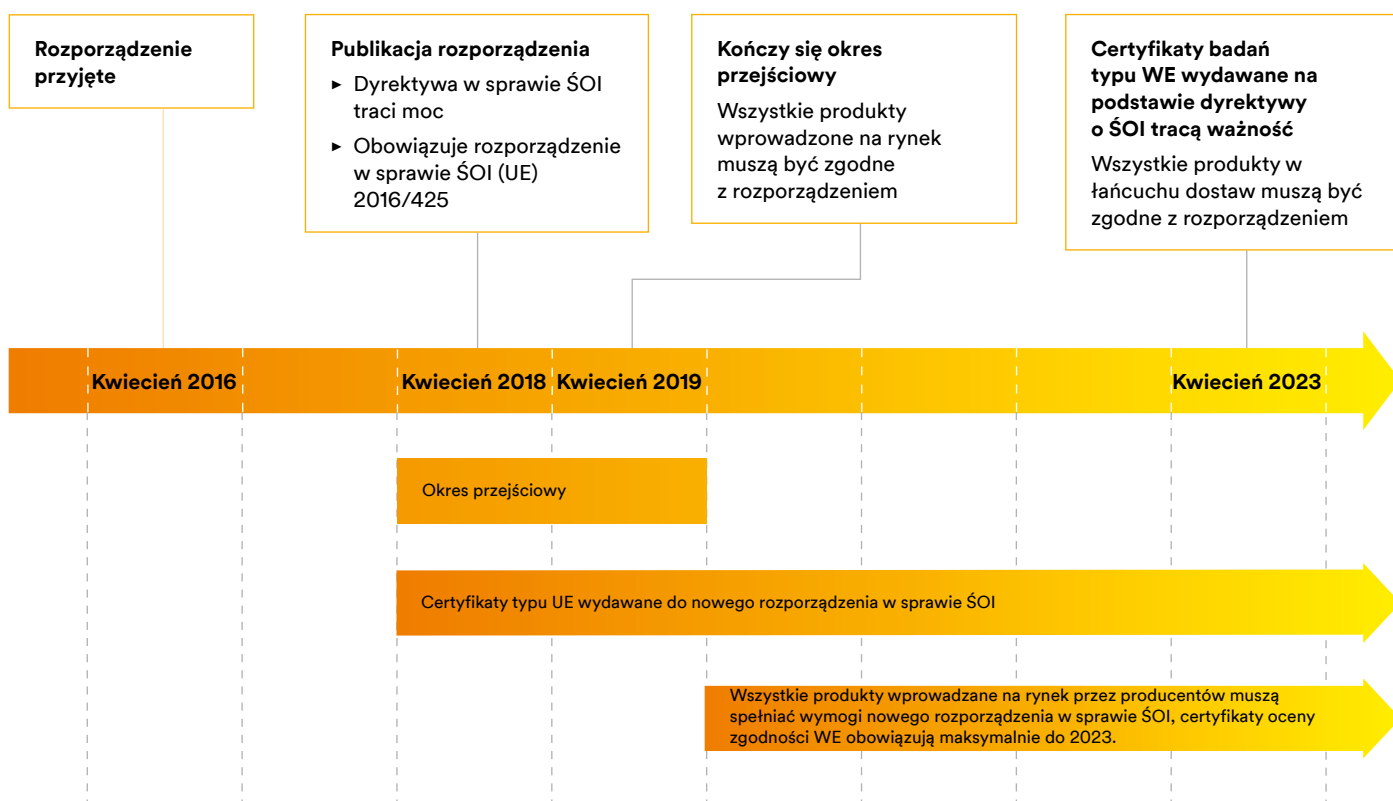 Rozporządzenie
przyjęte
Publikacja rozporządzenia
► Dyrektywa w sprawie ŚOI
traci moc
► Obowiązuje rozporządzenie
w sprawie ŚOI (UE)
2016/425
Kończy się okres
przejściowy
Wszystkie produkty
wprowadzone na rynek
muszą być zgodne
z rozporządzeniem
Certyfikaty badań
typu WE wydawane na
podstawie dyrektywy
o ŚOI tracą ważność
Wszystkie produkty w
łańcuchu dostaw muszą być
zgodne z rozporządzeniem
Kwiecień 2016
Kwiecień 2018
Kwiecień 2019
Kwiecień 2023
Okres przejściowy
Certyfikaty typu UE wydawane do nowego rozporządzenia w sprawie ŚOI
Wszystkie produkty wprowadzane na rynek przez producentów muszą
spełniać wymogi nowego rozporządzenia w sprawie ŚOI, certyfikaty oceny
zgodności WE obowiązują maksymalnie do 2023.